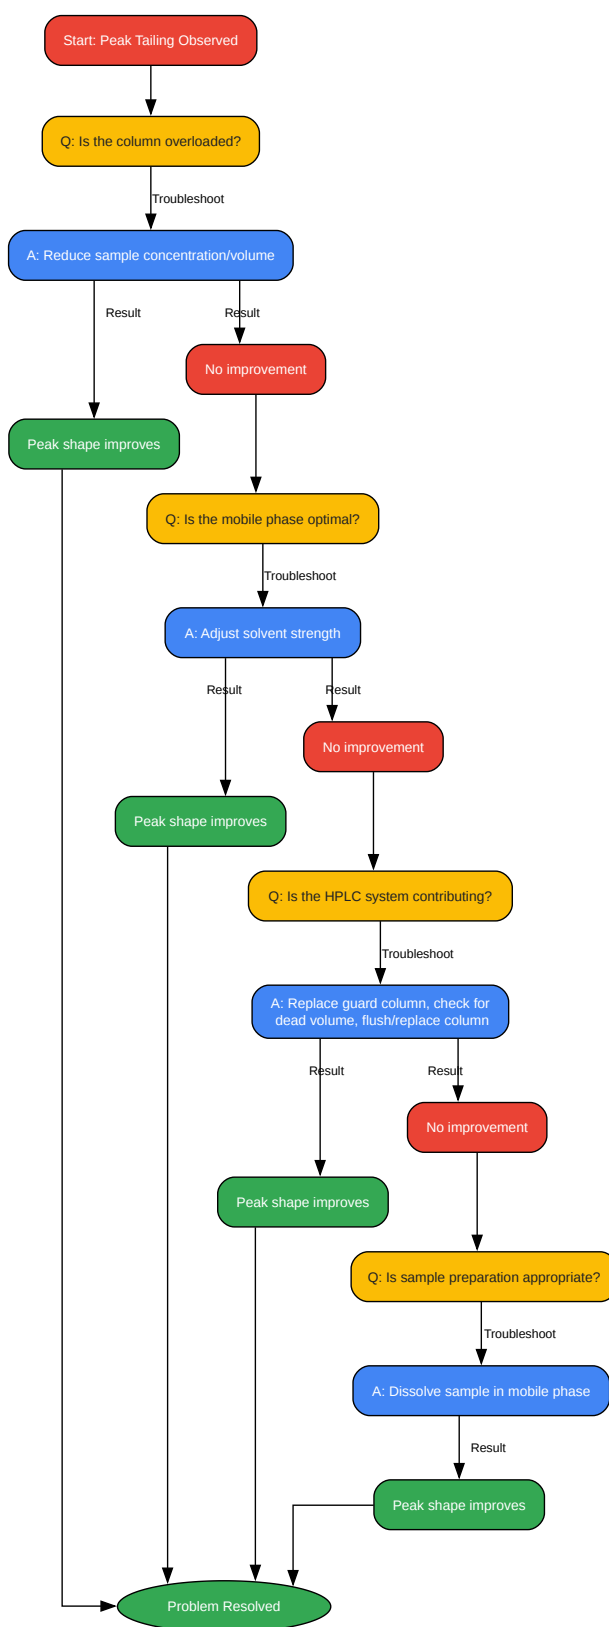 Start: Peak Tailing Observed
Q: Is the column overloaded?
Troubleshoot
A: Reduce sample concentration/volume
Result
Result
No improvement
Peak shape improves
Q: Is the mobile phase optimal?
Troubleshoot
A: Adjust solvent strength
Result
Result
No improvement
Peak shape improves
Q: Is the HPLC system contributing?
Troubleshoot
A: Replace guard column, check for
dead volume, flush/replace column
Result
Result
No improvement
Peak shape improves
Q: Is sample preparation appropriate?
Troubleshoot
A: Dissolve sample in mobile phase
Result
Peak shape improves
Problem Resolved